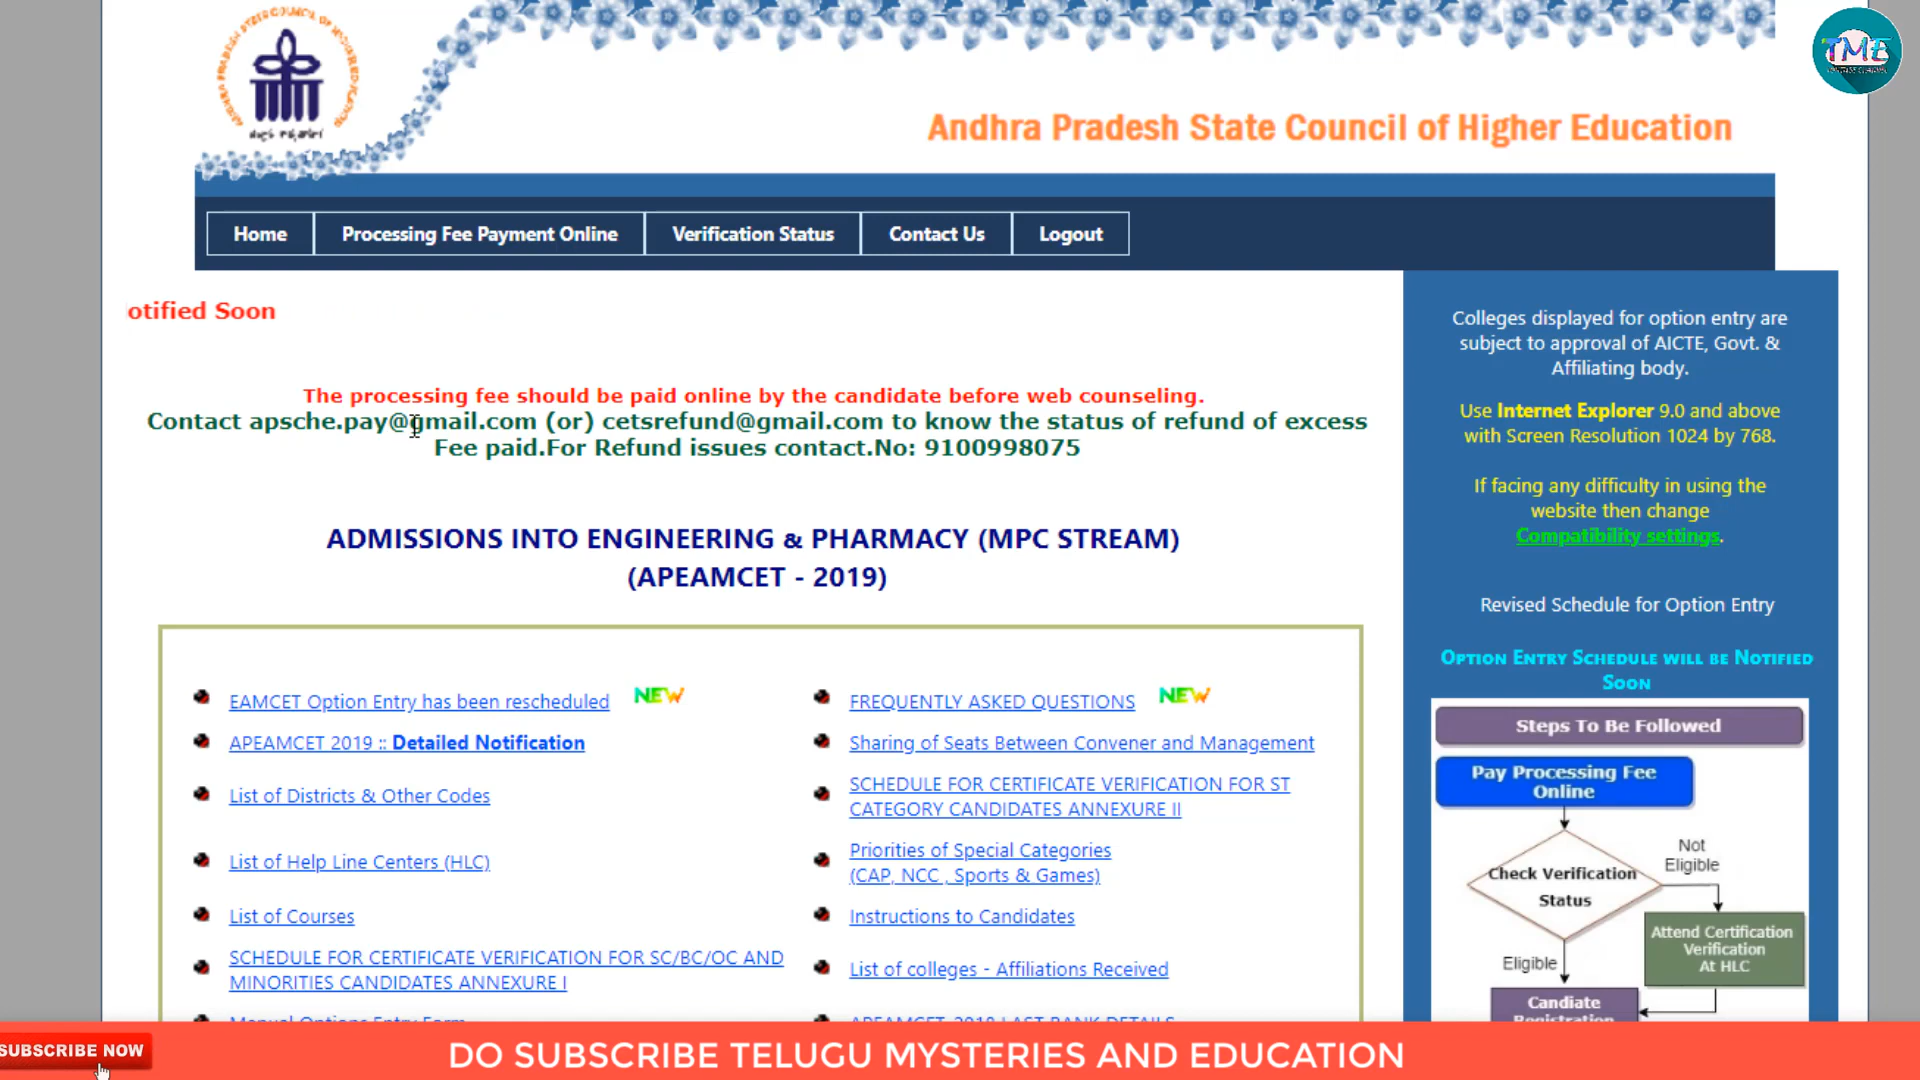 TME
Andhra Pradesh State Council of Higher Education
Home
Processing Fee Payment Online
Verification Status
Contact Us
Logout
otified Soon
The processing fee should be paid online by the candidate before web counseling.
Contact apsche.pay@gmail.com (or) cetsrefund@gmail.com to know the status of refund of excess
Fee paid.For Refund issues contact.No: 9100998075
ADMISSIONS INTO ENGINEERING & PHARMACY (MPC STREAM)
(APEAMCET - 2019)
EAMCET Option Entry has been rescheduled NEW
FREQUENTLY ASKED QUESTIONS NEW
APEAMCET 2019 :: Detailed Notification
Sharing of Seats Between Convener and Management
List of Districts & Other Codes
SCHEDULE FOR CERTIFICATE VERIFICATION FOR ST
CATEGORY CANDIDATES ANNEXURE II
List of Help Line Centers (HLC)
Priorities of Special Categories
(CAP, NCC , Sports & Games)
List of Courses
Instructions to Candidates
SCHEDULE FOR CERTIFICATE VERIFICATION FOR SC/BC/OC AND
MINORITIES CANDIDATES ANNEXURE I
List of colleges - Affiliations Received
Manual Options Entry Form
APEAMCET-2018 LAST RANK DETAILS
Colleges displayed for option entry are
subject to approval of AICTE, Govt. &
Affiliating body.
Use Internet Explorer 9.0 and above
with Screen Resolution 1024 by 768.
If facing any difficulty in using the
website then change
Compatibility settings.
Revised Schedule for Option Entry
OPTION ENTRY SCHEDULE WILL BE NOTIFIED
SOON
Steps To Be Followed
Pay Processing Fee
Online
Not
Eligible
Check Verification
Status
Attend Certification
Verification
At HLC
Eligible
Candiate
Registration
SUBSCRIBE NOW
DO SUBSCRIBE TELUGU MYSTERIES AND EDUCATION